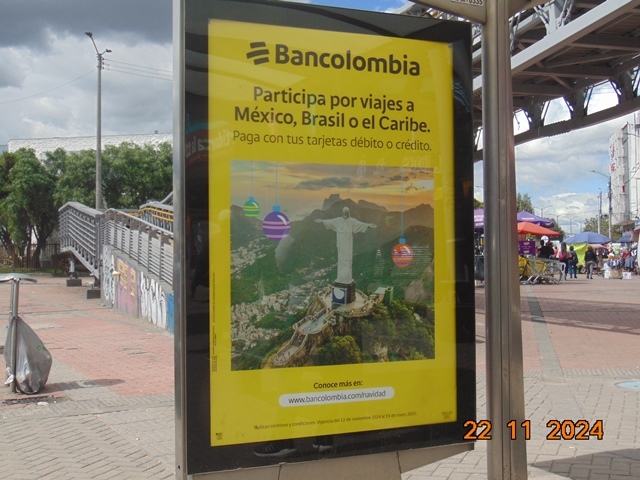 Bancolombia
Participa por viajes a
México, Brasil o el Caribe.
Paga con tus tarjetas débito o crédito.
Conoce más en:
www.bancolombia.com/navidad
22 11 2024